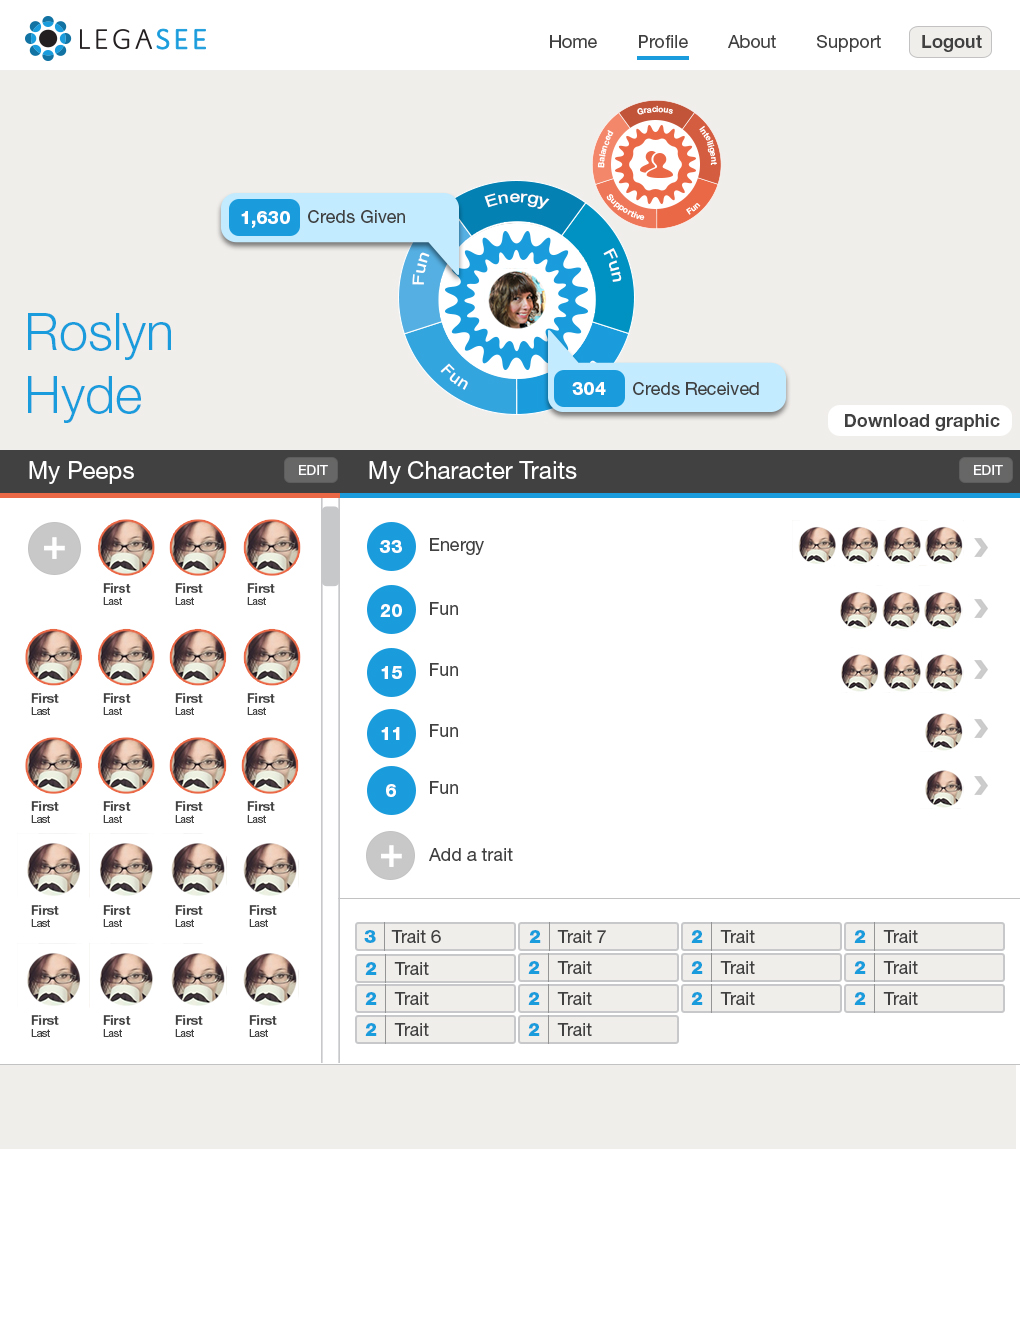 LEGASEE
Home
Profile
About
Support
Logout
Gracious
Balanced
Intelligent
Supportive
Fun
1,630 Creds Given
Energy
Fun
Fun
Fun
304 Creds Received
Roslyn
Hyde
Download graphic
My Peeps
EDIT
My Character Traits
EDIT
First
Last
First
Last
First
Last
First
Last
First
Last
First
Last
First
Last
First
Last
First
Last
First
Last
First
Last
First
Last
First
Last
First
Last
First
Last
First
Last
First
Last
First
Last
First
Last
33 Energy
20 Fun
15 Fun
11 Fun
6 Fun
Add a trait
3 Trait 6
2 Trait 7
2 Trait
2 Trait
2 Trait
2 Trait
2 Trait
2 Trait
2 Trait
2 Trait
2 Trait
2 Trait
2 Trait
2 Trait